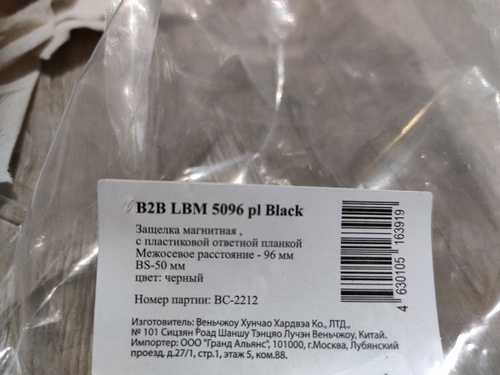 B2B LBM 5096 pl Black
Защелка магнитная ,
с пластиковой ответной планкой
Межосевое расстояние - 96 мм
BS-50 мм
цвет: черный
Номер партии: BC-2212
Изготовитель: Веньчжоу Хунчао Хардвэа Ко., ЛТД.,
№ 101 Сицзян Роад Шаншу Тэнцяо Лучэн Веньчжоу, Китай.
Импортер: ООО "Гранд Альянс", 101000, г.Москва, Лубянский
проезд, д.27/1, стр.1, этаж 5, ком.88.
4 630105 163919